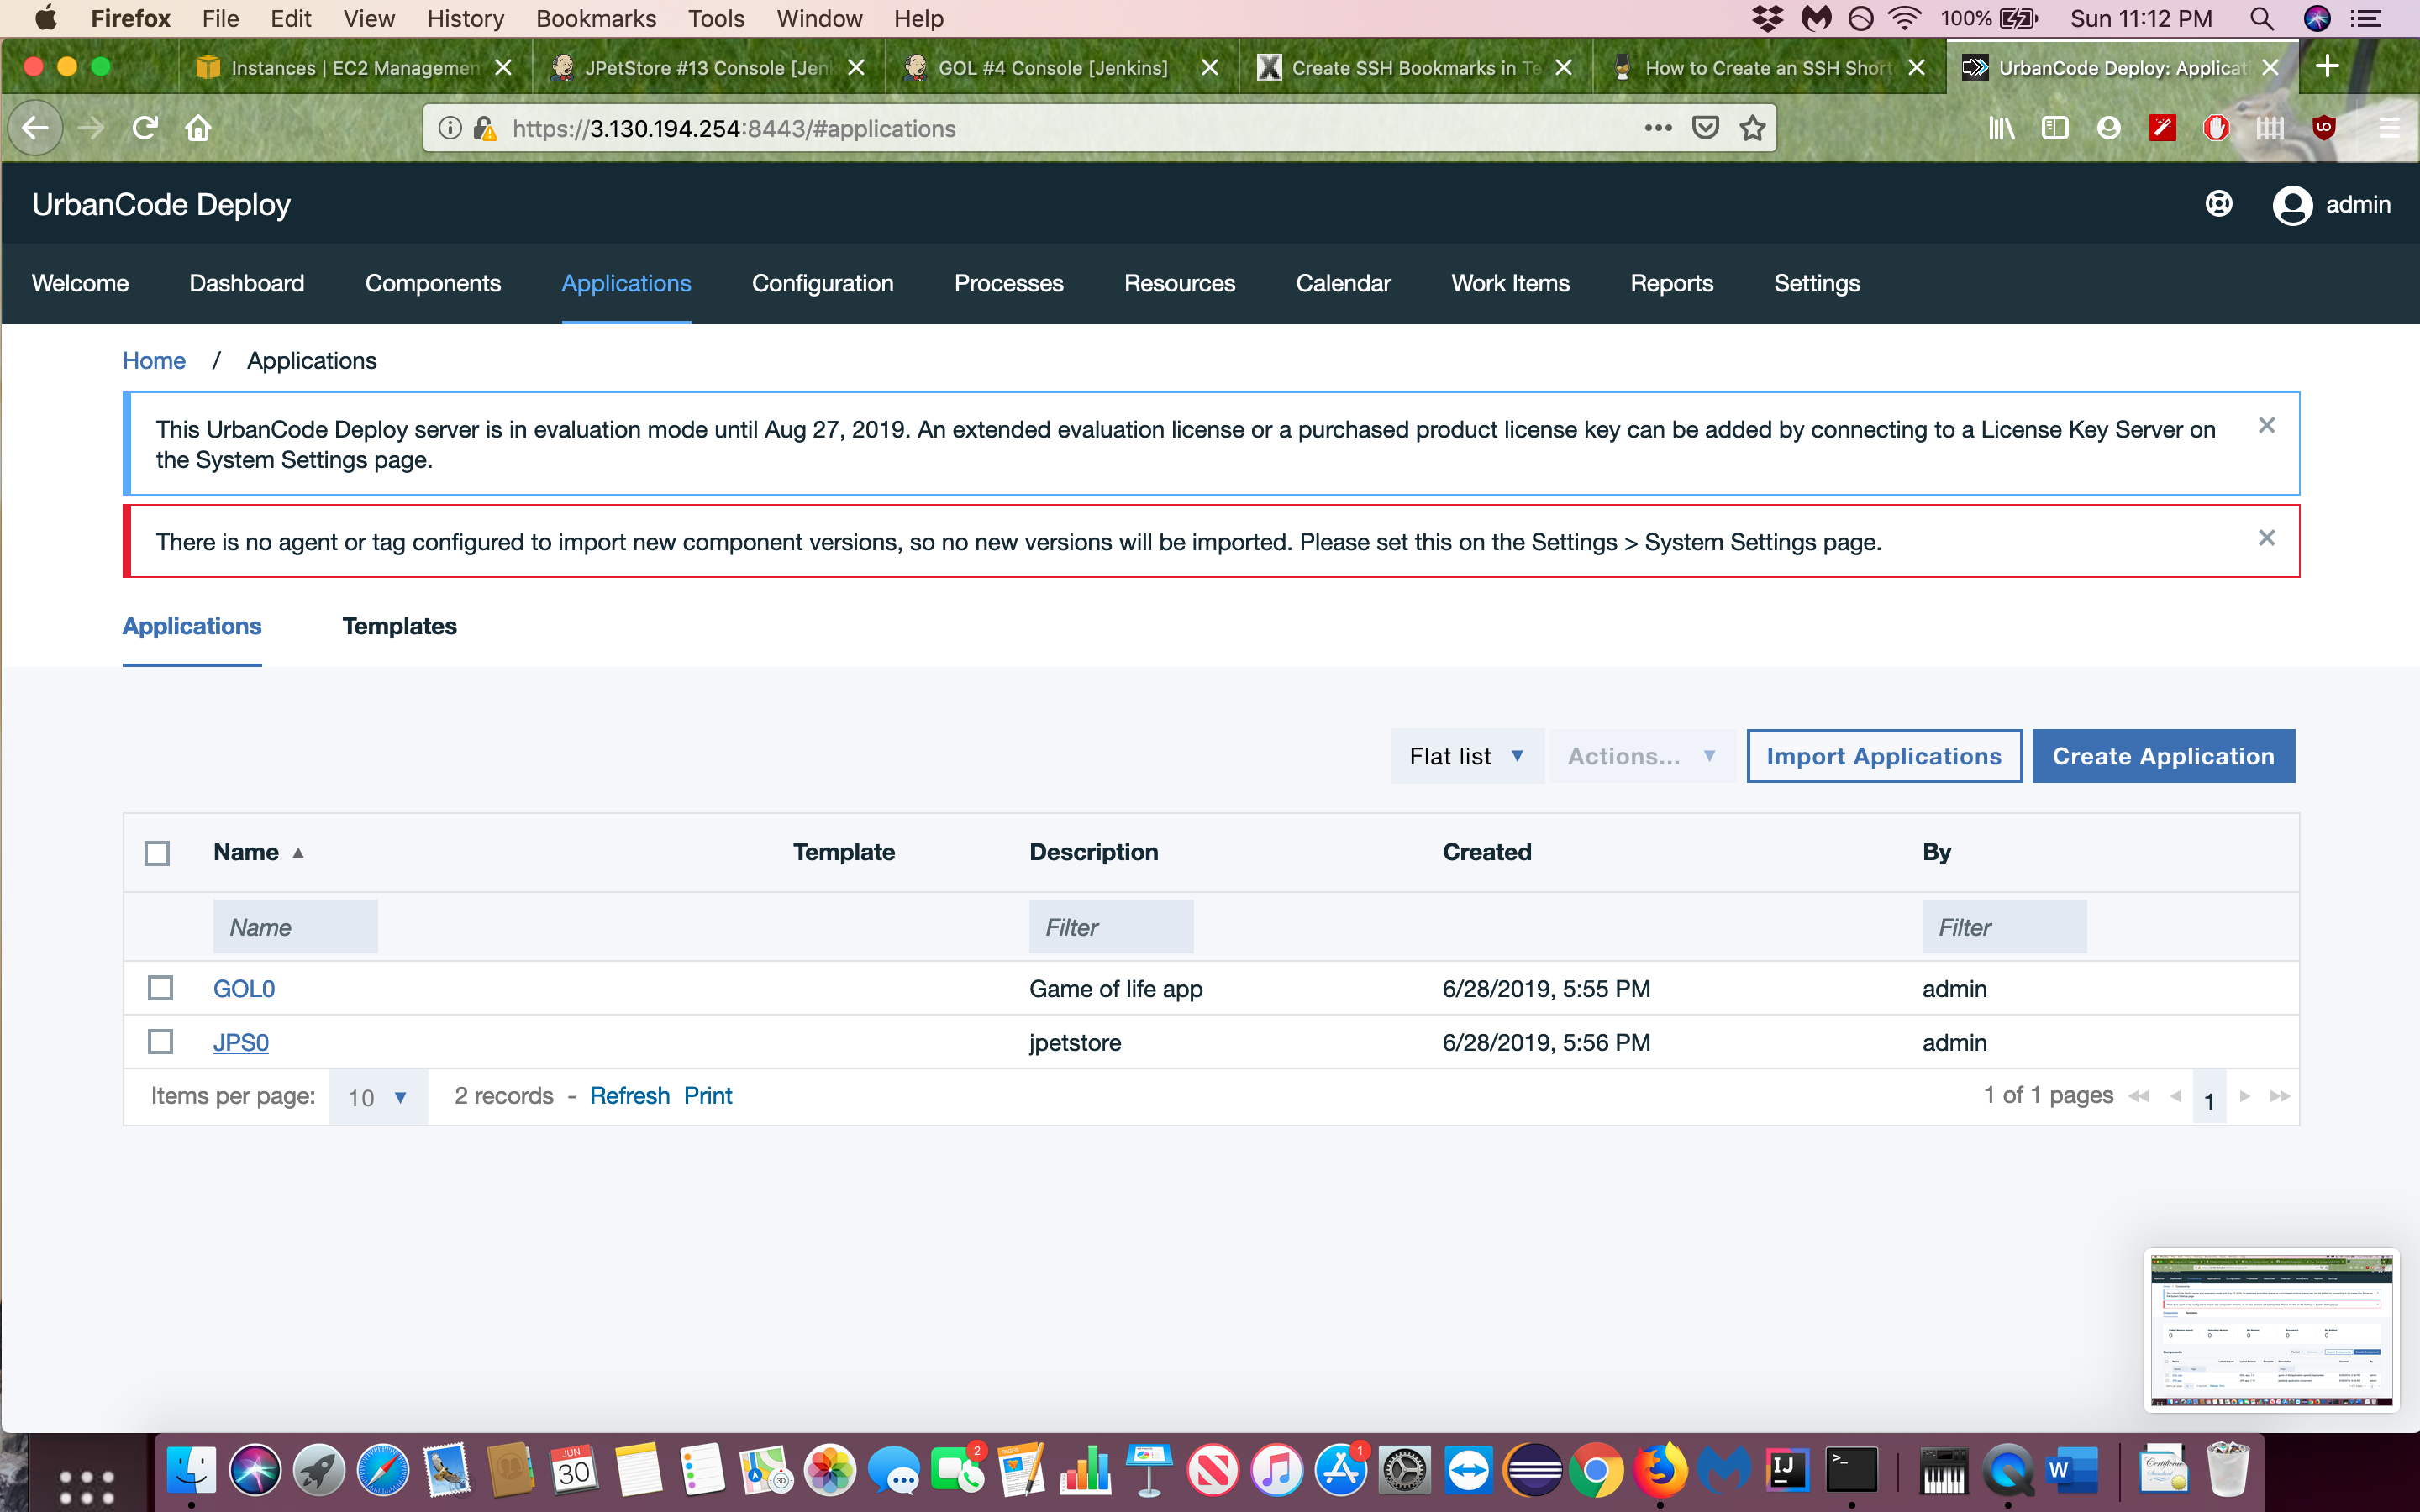 Firefox File Edit View History Bookmarks Tools Window Help 100% Sun 11:12 PM
Instances | EC2 Managemen JPetStore #13 Console [Jenk GOL #4 Console [Jenkins] Create SSH Bookmarks in Te How to Create an SSH Short UrbanCode Deploy: Applicati
https://3.130.194.254:8443/#applications
UrbanCode Deploy admin
Welcome Dashboard Components Applications Configuration Processes Resources Calendar Work Items Reports Settings
Home / Applications
This UrbanCode Deploy server is in evaluation mode until Aug 27, 2019. An extended evaluation license or a purchased product license key can be added by connecting to a License Key Server on
the System Settings page.
There is no agent or tag configured to import new component versions, so no new versions will be imported. Please set this on the Settings > System Settings page.
Applications Templates
Flat list Actions... Import Applications Create Application
Name Template Description Created By
Name Filter Filter
GOL0 Game of life app 6/28/2019, 5:55 PM admin
JPS0 jpetstore 6/28/2019, 5:56 PM admin
Items per page: 10 2 records - Refresh Print 1 of 1 pages 1
JUN
30
2
PAGES
1
IJ
>_
W